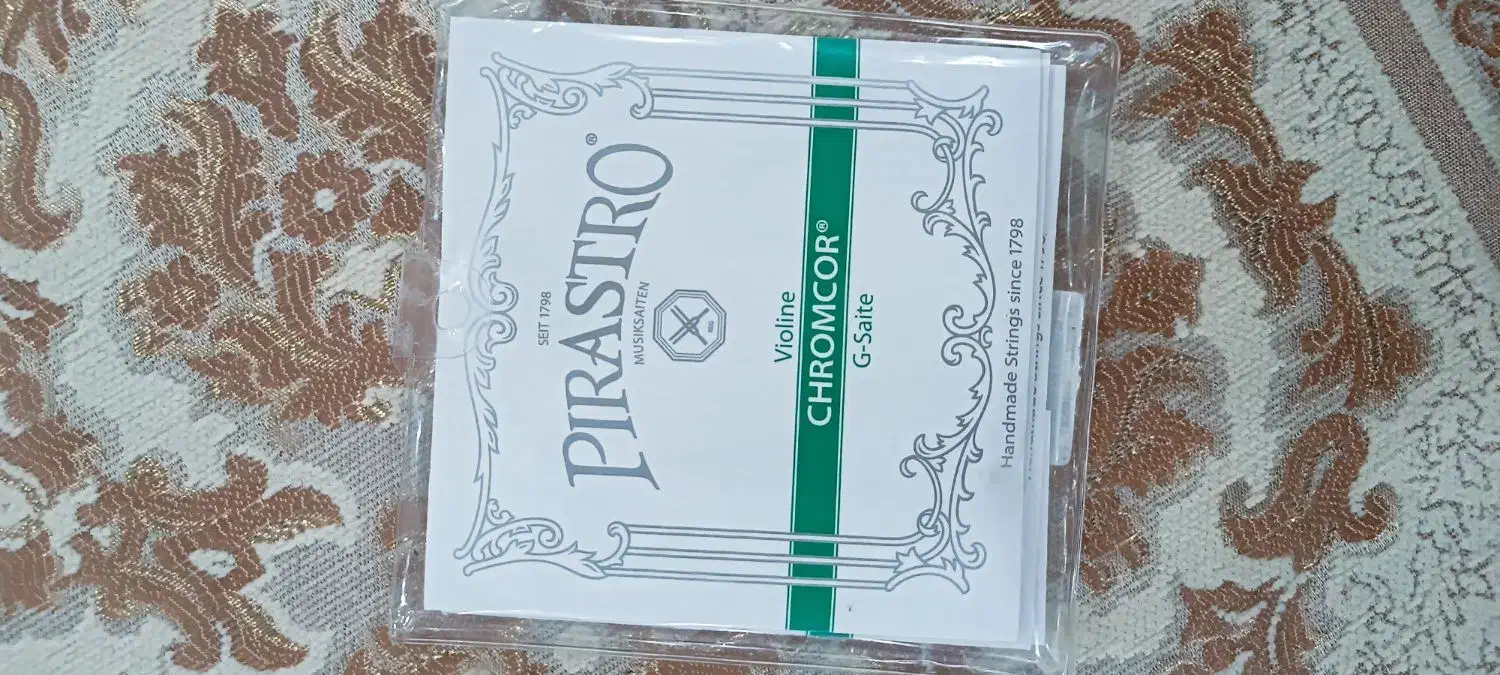 SEIT 1798
PIRASTRO®
MUSIKSAITEN
Violine
CHROMCOR®
G-Saite
Handmade Strings since 1798